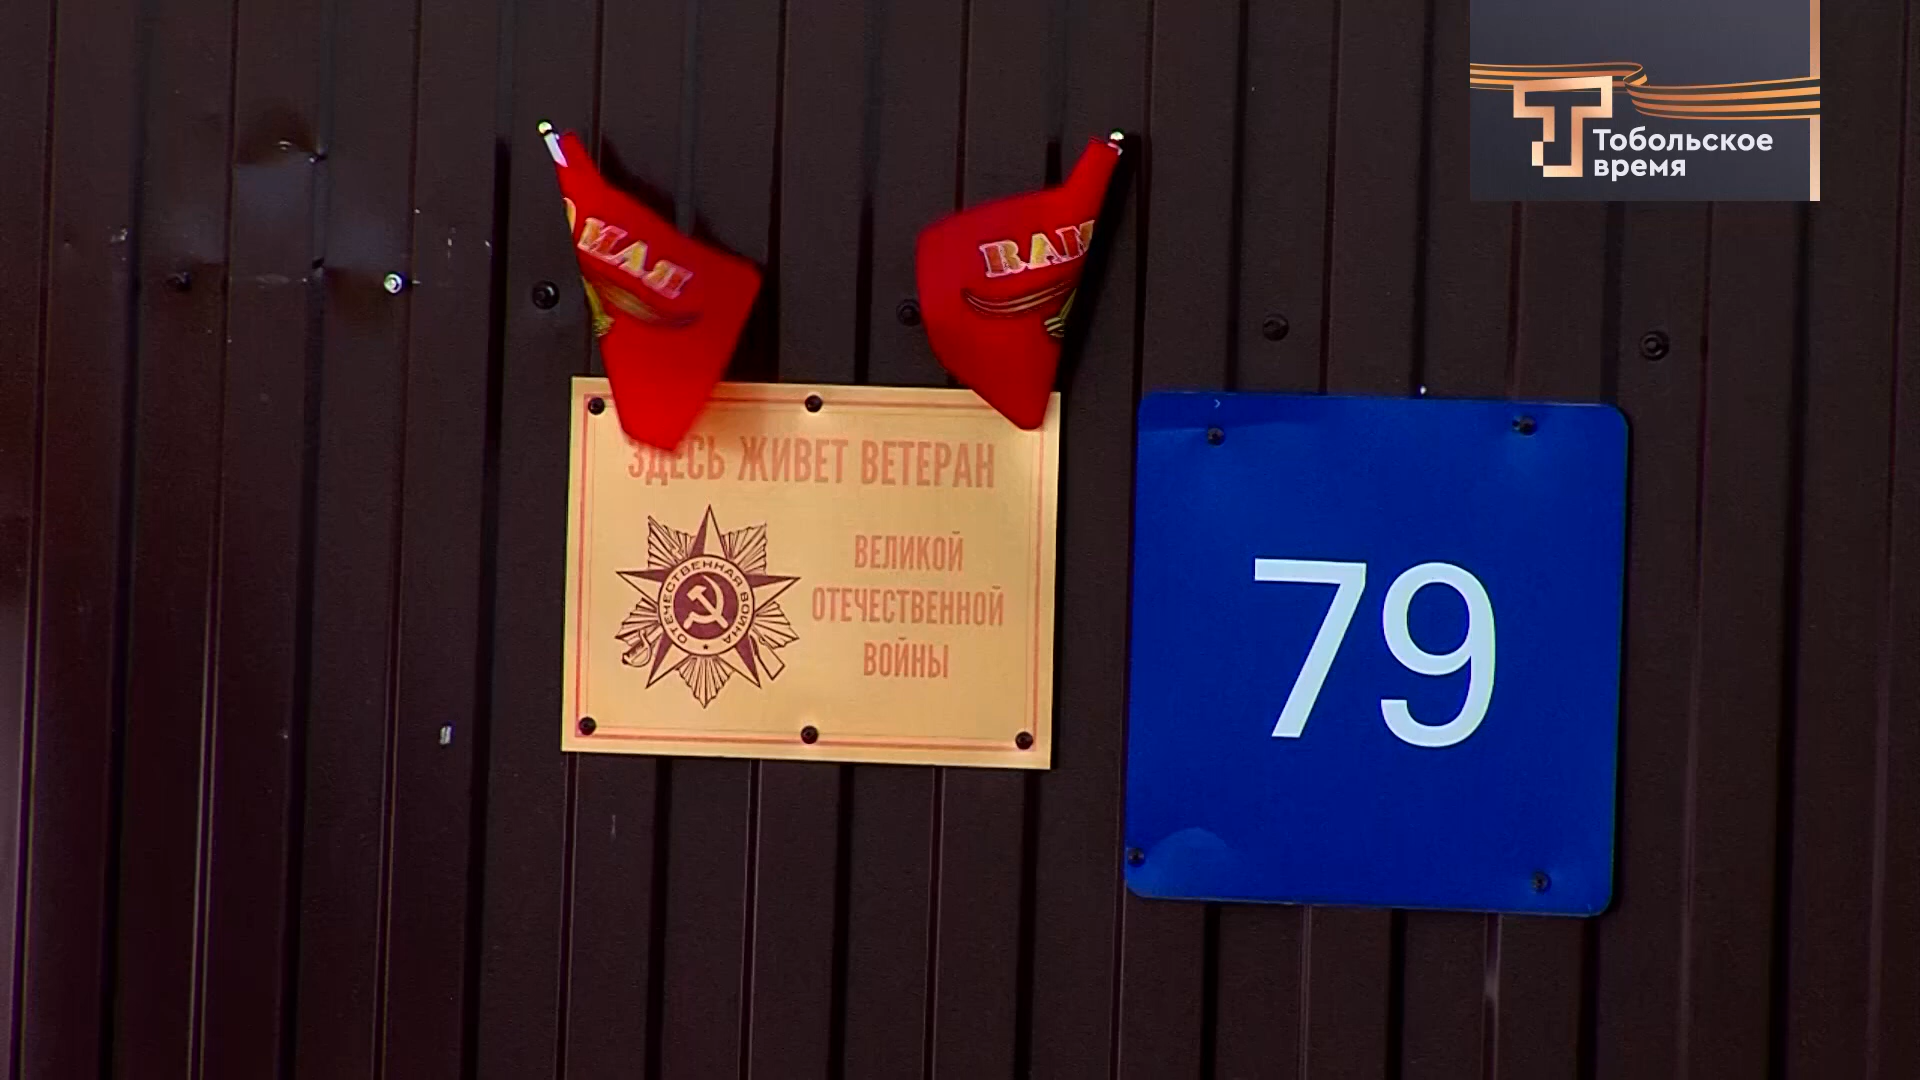 Тобольское
время
ЗДЕСЬ ЖИВЕТ ВЕТЕРАН
ВЕЛИКОЙ
ОТЕЧЕСТВЕННОЙ
ВОЙНЫ
ОТЕЧЕСТВЕННАЯ ВОЙНА
79